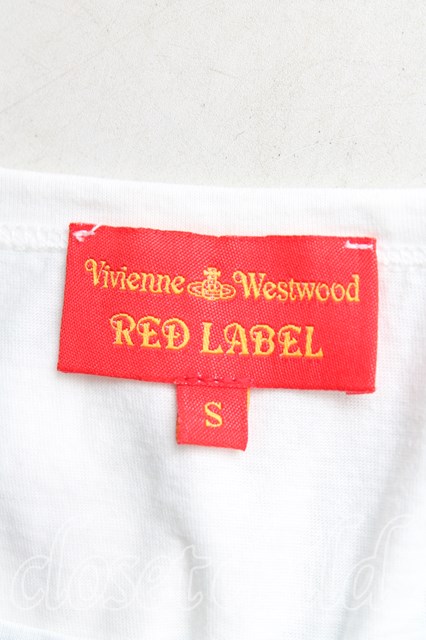 Vivienne Westwood
RED LABEL
S
closet child